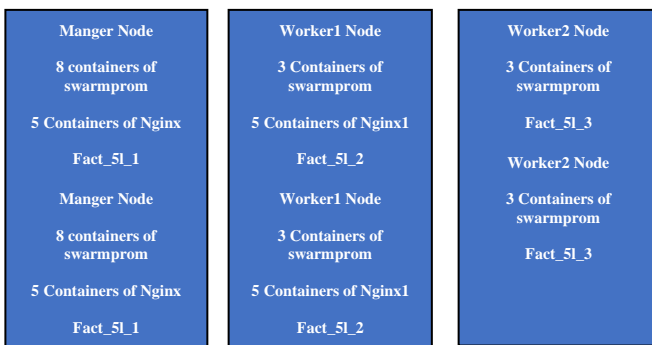 Manger Node
8 containers of
swarmprom
5 Containers of Nginx
Fact_5l_1
Manger Node
8 containers of
swarmprom
5 Containers of Nginx
Fact_5l_1
Worker1 Node
3 Containers of
swarmprom
5 Containers of Nginx1
Fact_5l_2
Worker1 Node
3 Containers of
swarmprom
5 Containers of Nginx1
Fact_5l_2
Worker2 Node
3 Containers of
swarmprom
Fact_5l_3
Worker2 Node
3 Containers of
swarmprom
Fact_5l_3